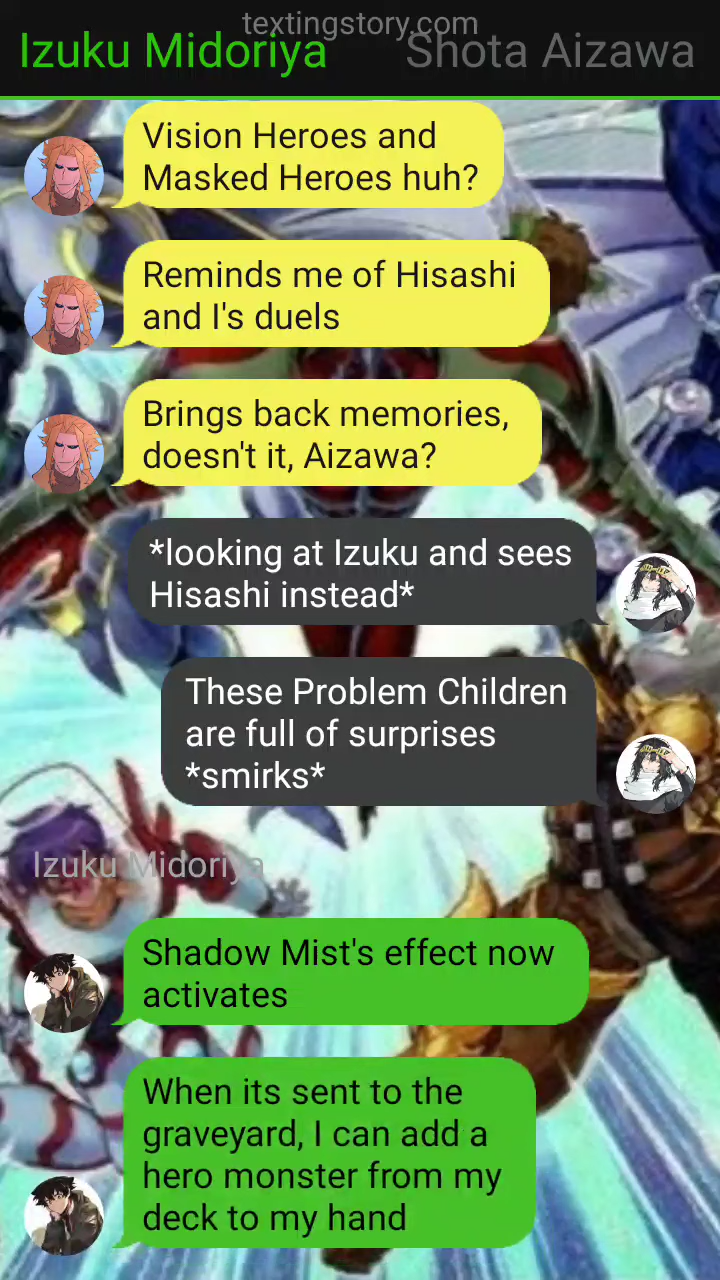 textingstory.com
Izuku Midoriya
Shota Aizawa
Vision Heroes and
Masked Heroes huh?
Reminds me of Hisashi
and I's duels
Brings back memories,
doesn't it, Aizawa?
*looking at Izuku and sees
Hisashi instead*
These Problem Children
are full of surprises
*smirks*
Izuku Midoriya
Shadow Mist's effect now
activates
When its sent to the
graveyard, I can add a
hero monster from my
deck to my hand